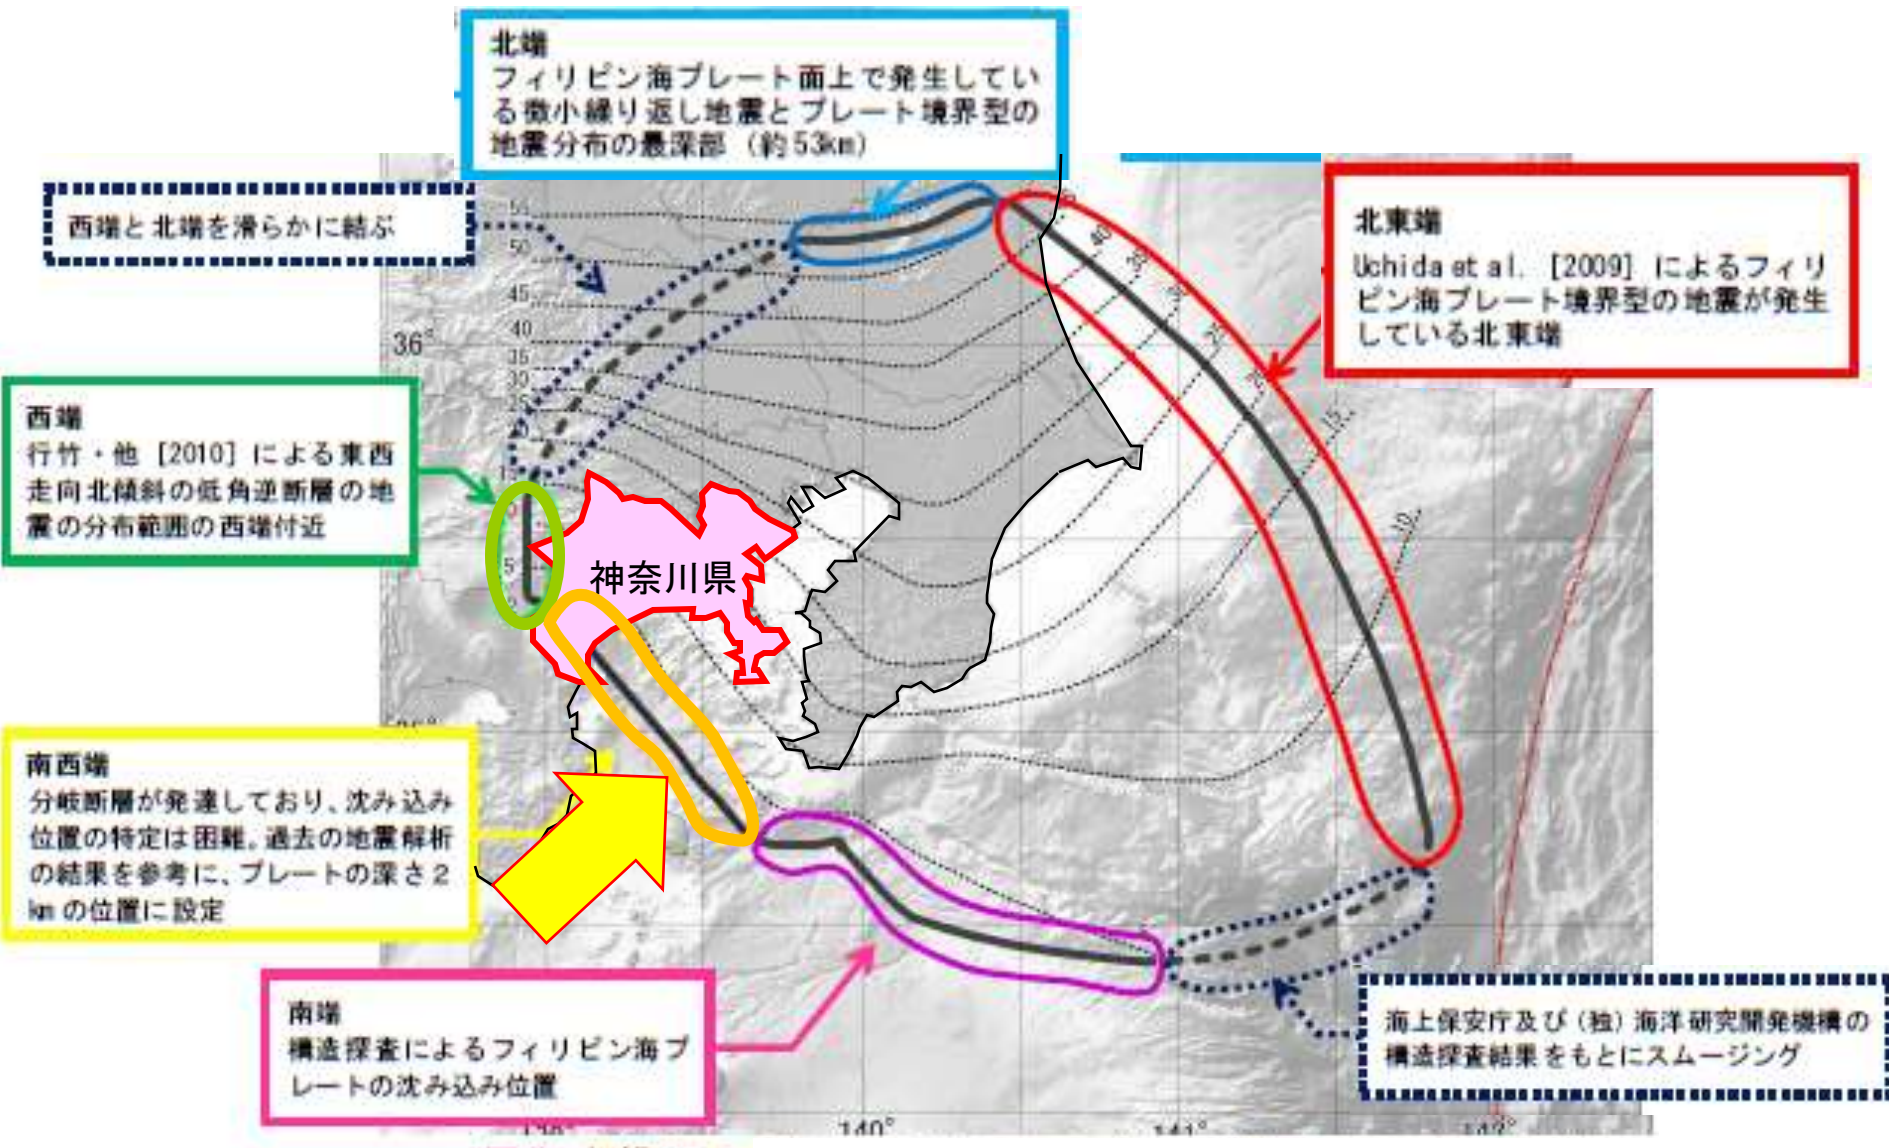 北端
フィリピン海プレート面上で発生してい
る微小繰り返し地震とプレート境界型の
地震分布の最深部（約53km）
西端と北端を滑らかに結ぶ
北東端
Uchida et al. [2009] によるフィリ
ピン海プレート境界型の地震が発生
している北東端
55
50
45
40
35
30
40
15
10
36°
西端
行竹・他 [2010] による東西
走向北傾斜の低角逆断層の地
震の分布範囲の西端付近
5
神奈川県
南西端
分岐断層が発達しており、沈み込み
位置の特定は困難。過去の地震解析
の結果を参考に、プレートの深さ２
kmの位置に設定
南端
構造探査によるフィリピン海プ
レートの沈み込み位置
海上保安庁及び（独）海洋研究開発機構の
構造探査結果をもとにスムージング
140°
141°
142°